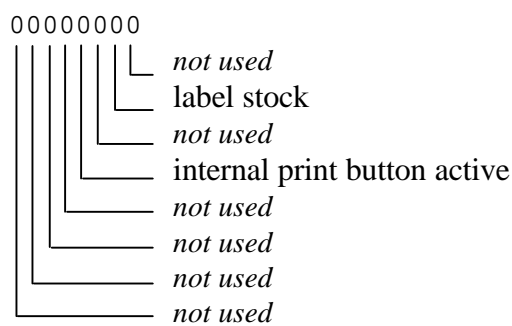 00000000
not used
label stock
not used
internal print button active
not used
not used
not used
not used